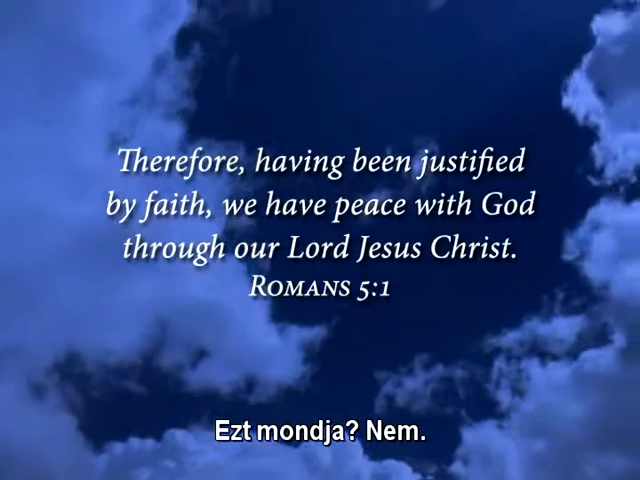 Therefore, having been justified
by faith, we have peace with God
through our Lord Jesus Christ.
Romans 5:1
Ezt mondja? Nem.